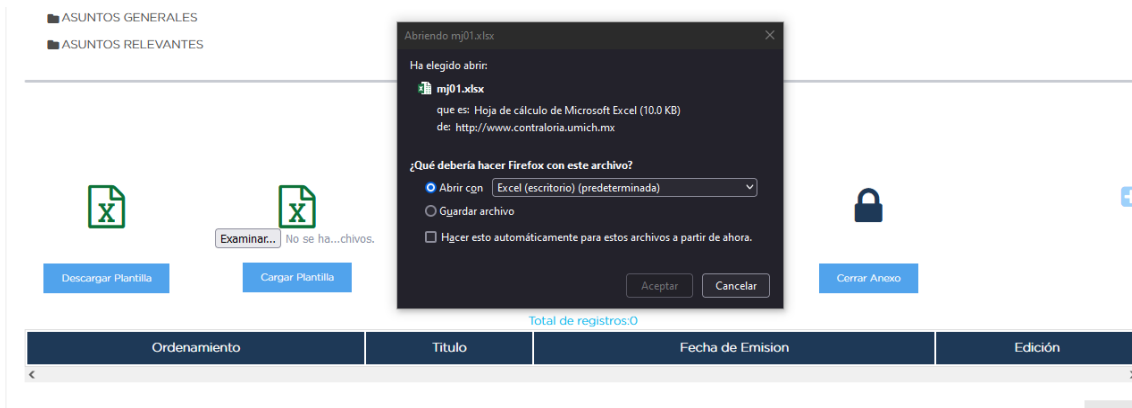 ASUNTOS GENERALES
ASUNTOS RELEVANTES
Abriendo mj01.xlsx
Ha elegido abrir:
mj01.xlsx
que es: Hoja de cálculo de Microsoft Excel (10.0 KB)
de: http://www.contraloria.umich.mx
¿Qué debería hacer Firefox con este archivo?
Abrir con Excel (escritorio) (predeterminada)
Guardar archivo
Hacer esto automáticamente para estos archivos a partir de ahora.
Aceptar Cancelar
Examinar... No se ha...chivos.
Descargar Plantilla Cargar Plantilla Cerrar Anexo
Total de registros:0
Ordenamiento Titulo Fecha de Emision Edición